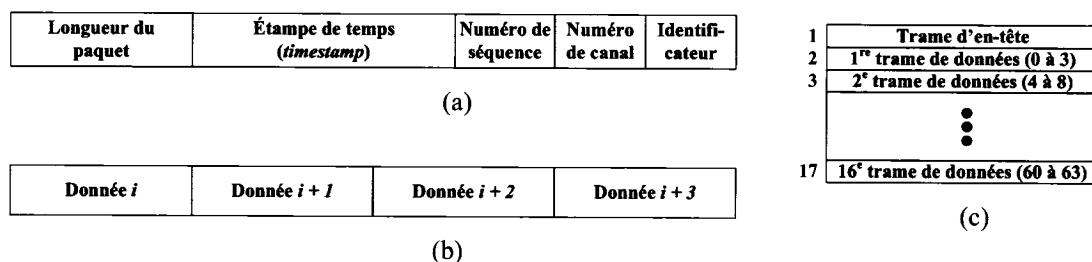 Longueur du paquet
Étampe de temps (timestamp)
Numéro de séquence
Numéro de canal
Identifi-cateur
(a)
Donnée i
Donnée i + 1
Donnée i + 2
Donnée i + 3
(b)
1 Trame d'en-tête
2 1re trame de données (0 à 3)
3 2e trame de données (4 à 8)
17 16e trame de données (60 à 63)
(c)